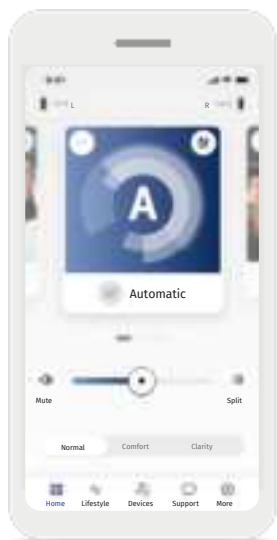 L R
A
Automatic
Mute Split
Normal Comfort Clarity
Home Lifestyle Devices Support More